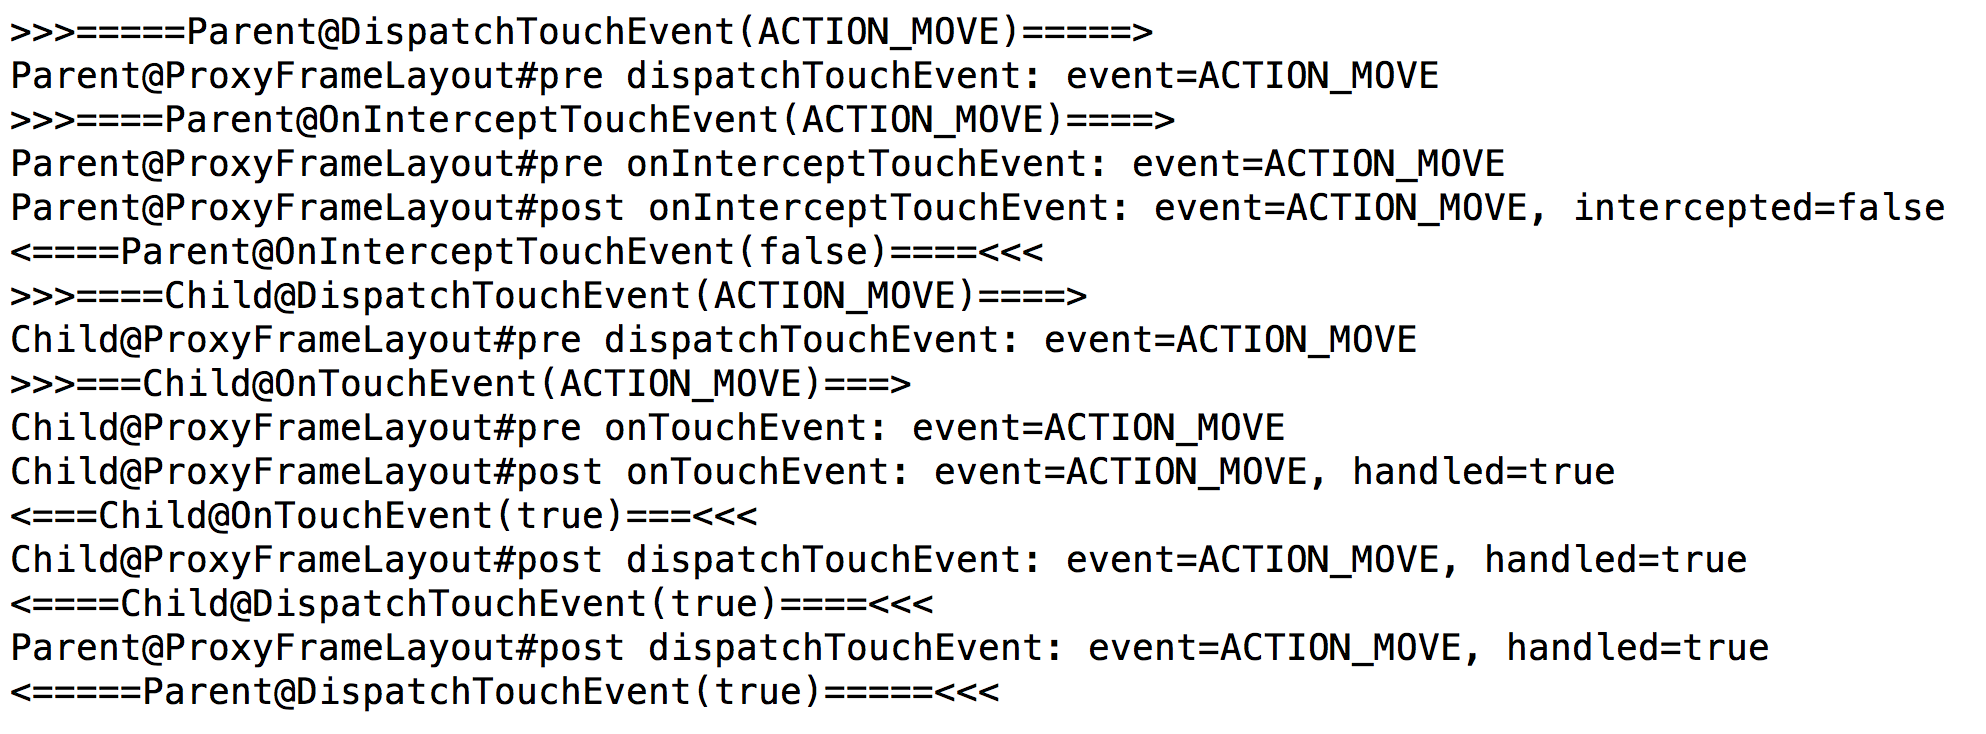 >>>=====Parent@DispatchTouchEvent(ACTION_MOVE)=====>
Parent@ProxyFrameLayout#pre dispatchTouchEvent: event=ACTION_MOVE
>>>====Parent@OnInterceptTouchEvent(ACTION_MOVE)====>
Parent@ProxyFrameLayout#pre onInterceptTouchEvent: event=ACTION_MOVE
Parent@ProxyFrameLayout#post onInterceptTouchEvent: event=ACTION_MOVE, intercepted=false
<====Parent@OnInterceptTouchEvent(false)====<<<
>>>====Child@DispatchTouchEvent(ACTION_MOVE)====>
Child@ProxyFrameLayout#pre dispatchTouchEvent: event=ACTION_MOVE
>>>===Child@OnTouchEvent(ACTION_MOVE)===>
Child@ProxyFrameLayout#pre onTouchEvent: event=ACTION_MOVE
Child@ProxyFrameLayout#post onTouchEvent: event=ACTION_MOVE, handled=true
<===Child@OnTouchEvent(true)===<<<
Child@ProxyFrameLayout#post dispatchTouchEvent: event=ACTION_MOVE, handled=true
<====Child@DispatchTouchEvent(true)====<<<
Parent@ProxyFrameLayout#post dispatchTouchEvent: event=ACTION_MOVE, handled=true
<=====Parent@DispatchTouchEvent(true)=====<<<